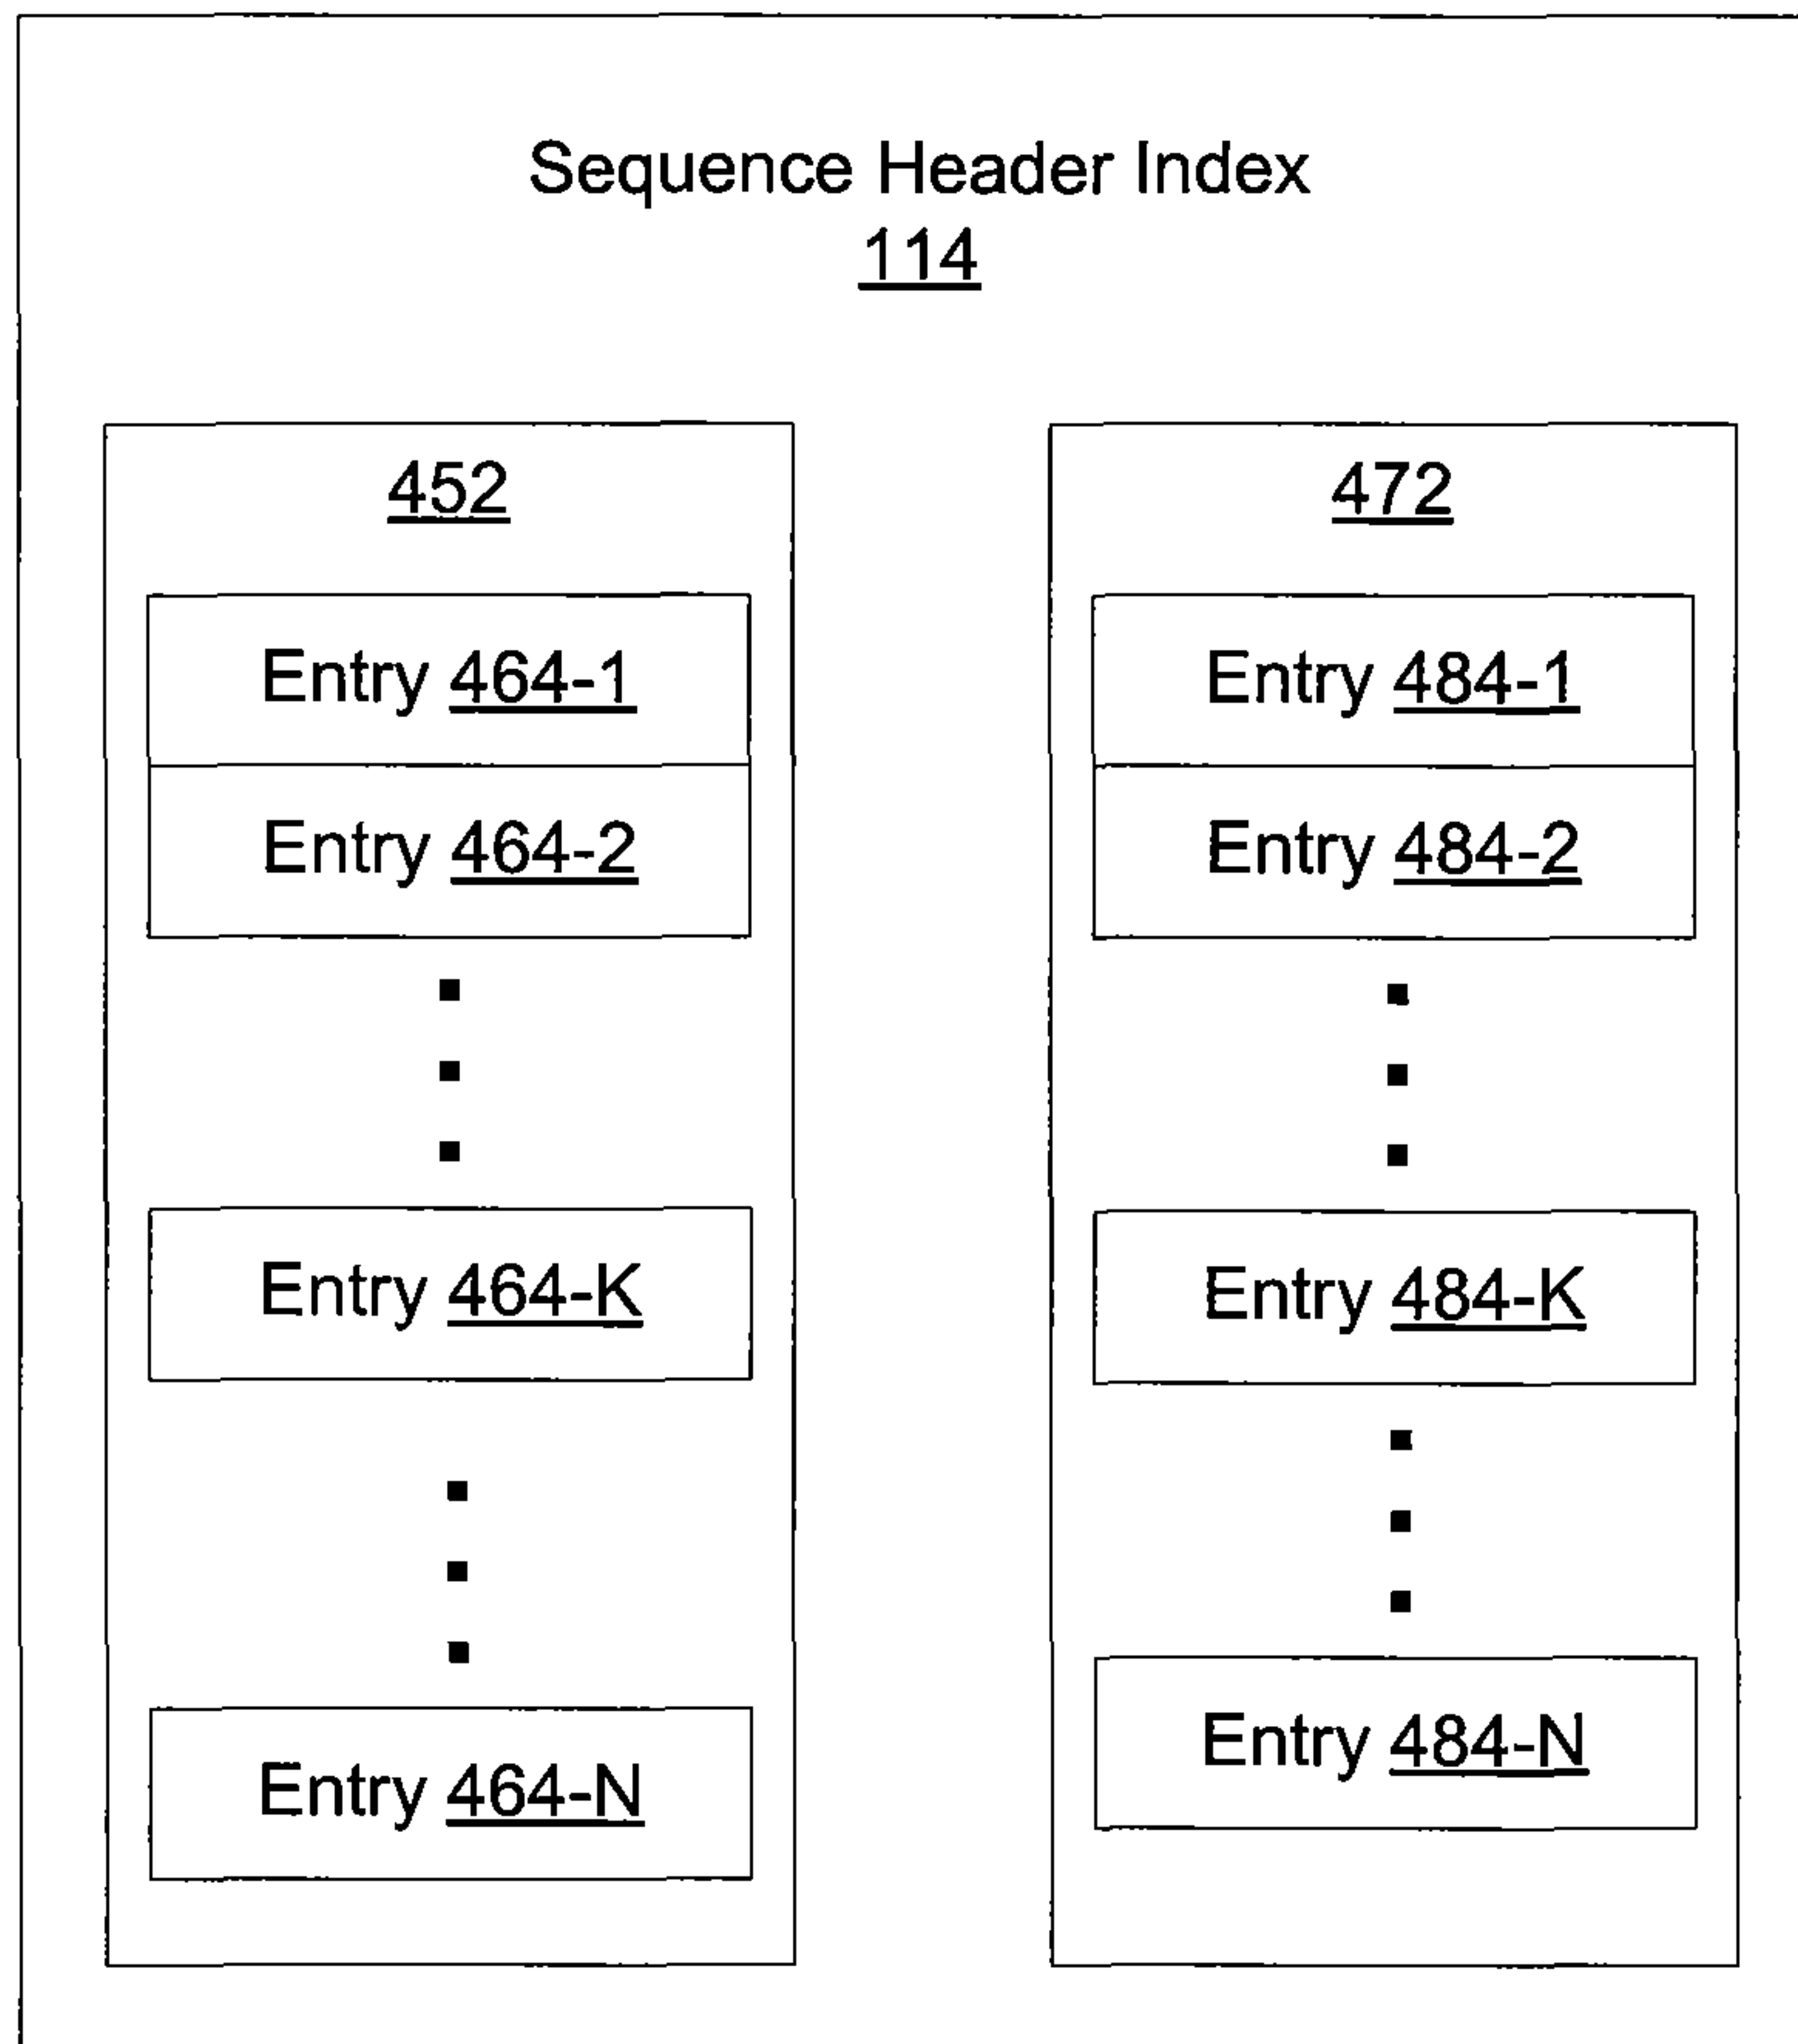 Sequence Header Index
114
452
Entry 464-1
Entry 464-2
Entry 464-K
Entry 464-N
472
Entry 484-1
Entry 484-2
Entry 484-K
Entry 484-N